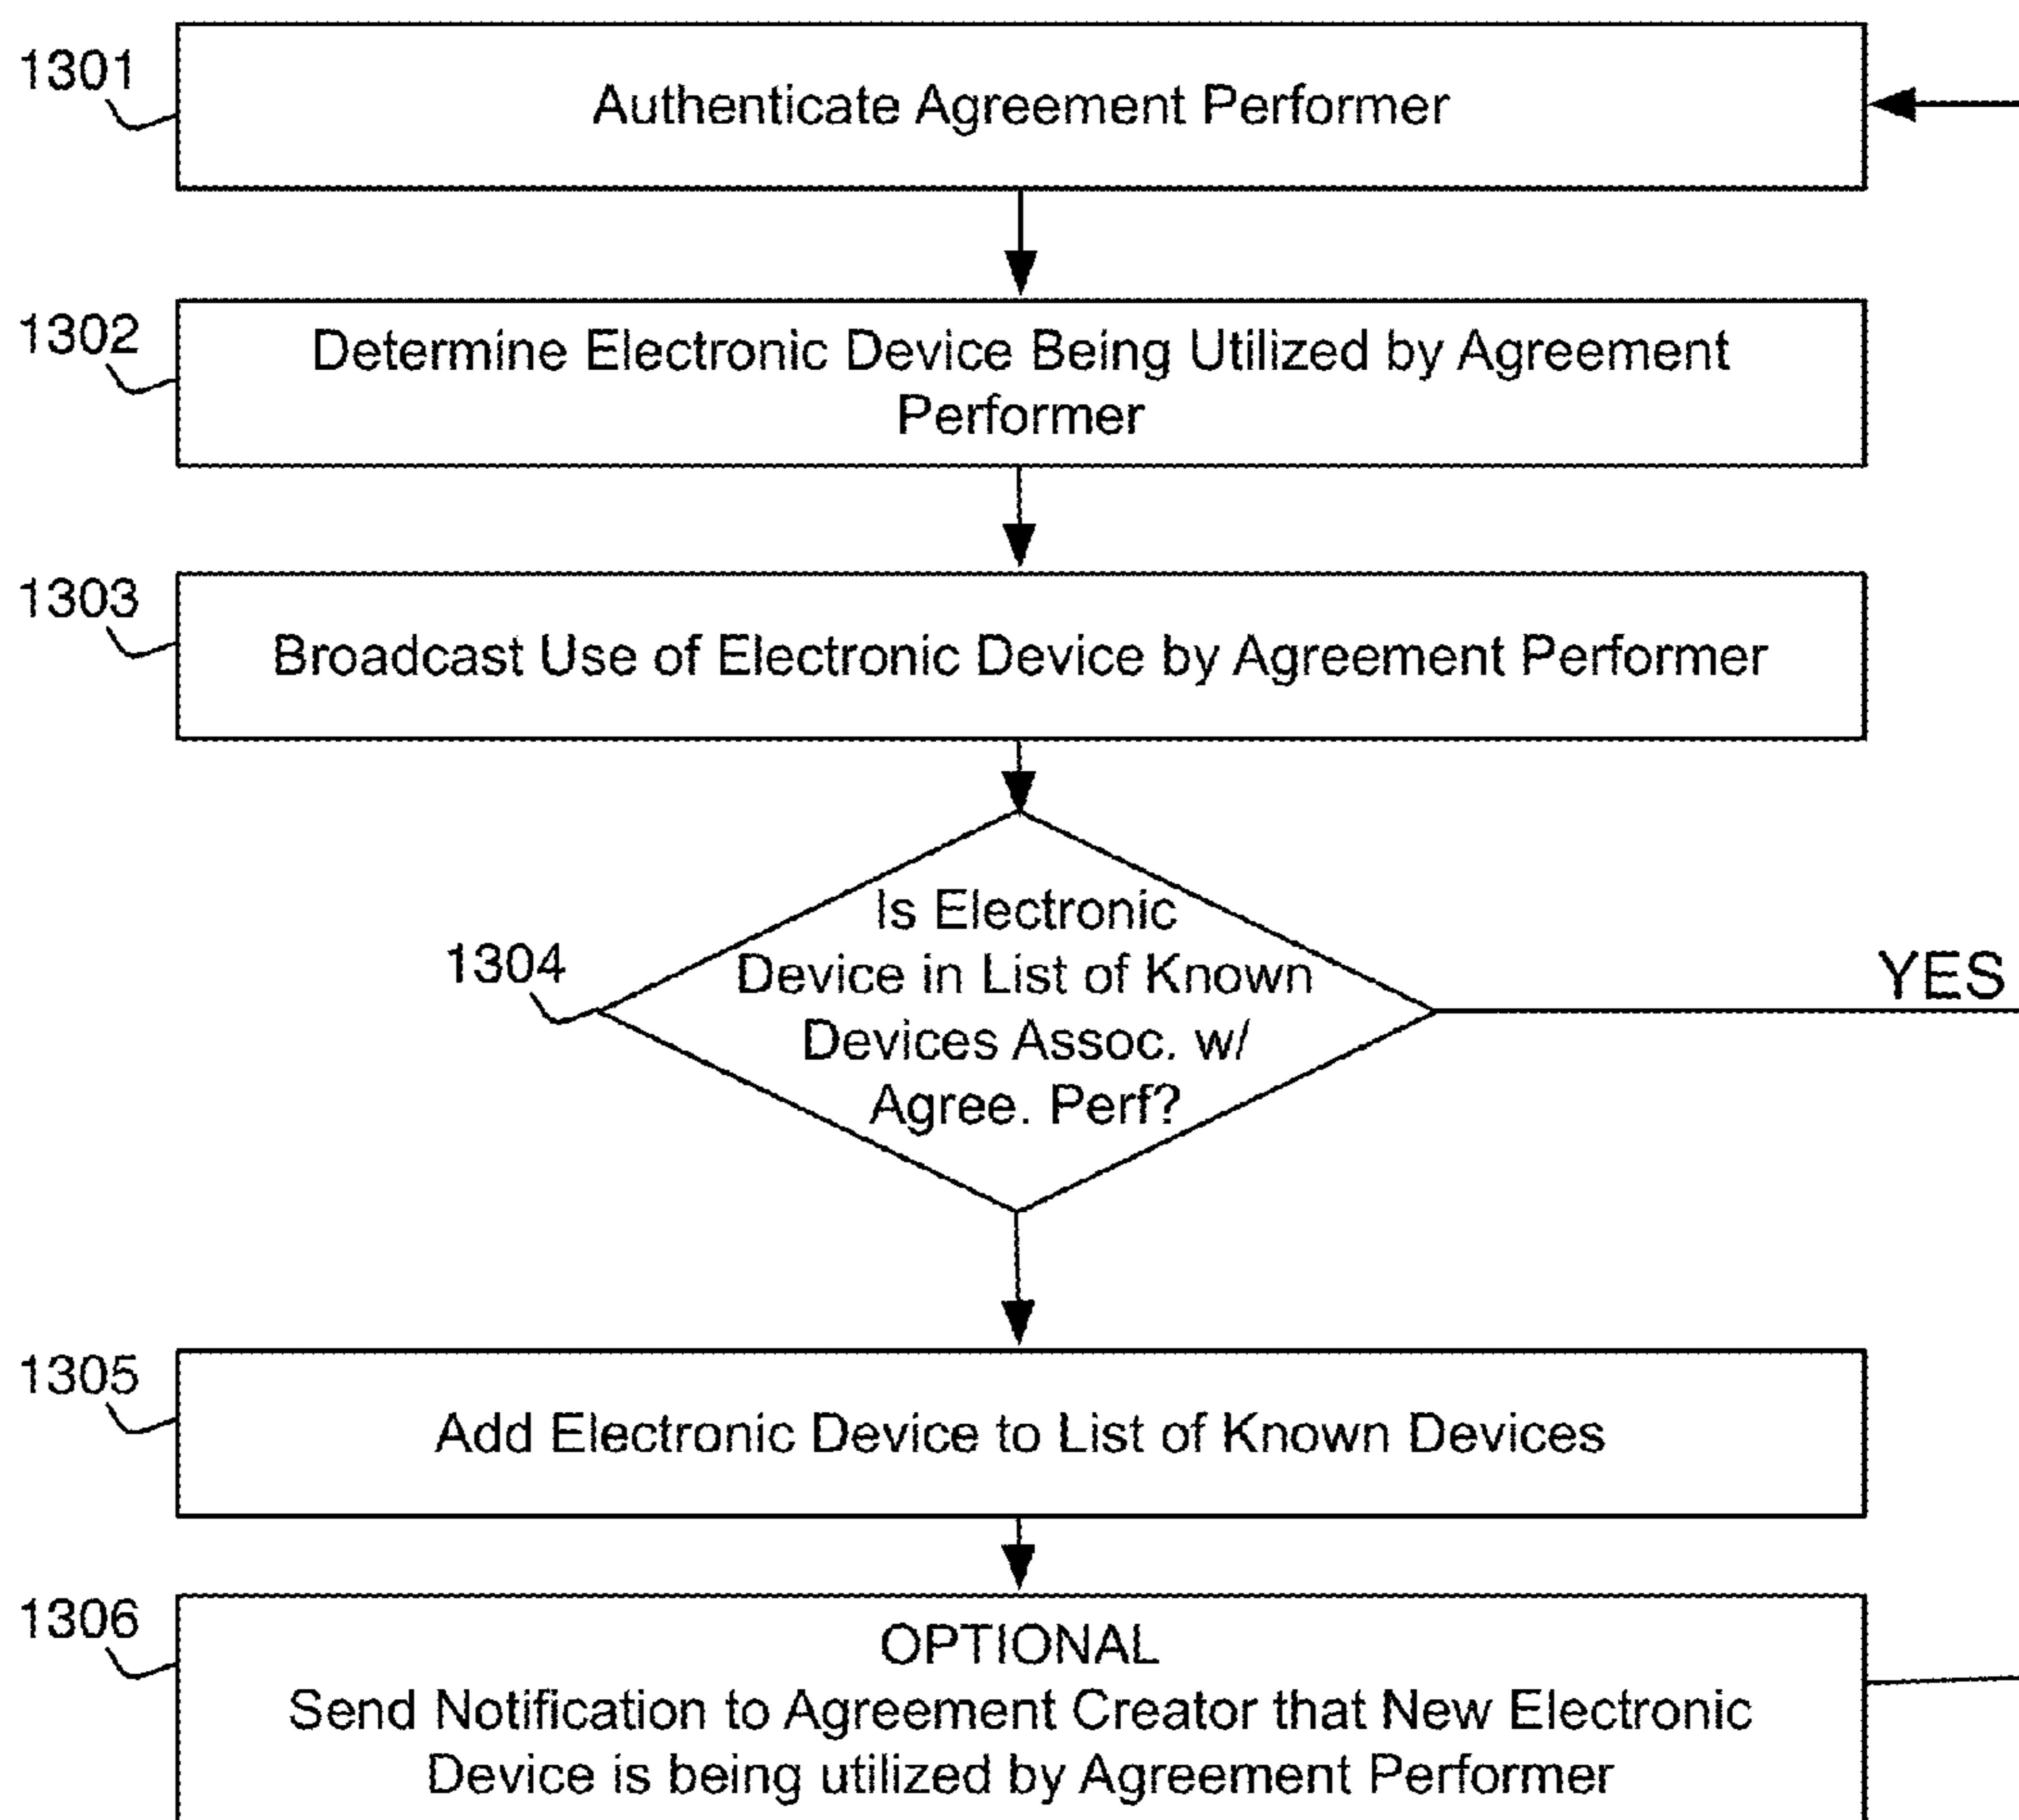 1301
Authenticate Agreement Performer
1302
Determine Electronic Device Being Utilized by Agreement
Performer
1303
Broadcast Use of Electronic Device by Agreement Performer
1304
Is Electronic
Device in List of Known
Devices Assoc. w/
Agree. Perf?
YES
1305
Add Electronic Device to List of Known Devices
1306
OPTIONAL
Send Notification to Agreement Creator that New Electronic
Device is being utilized by Agreement Performer